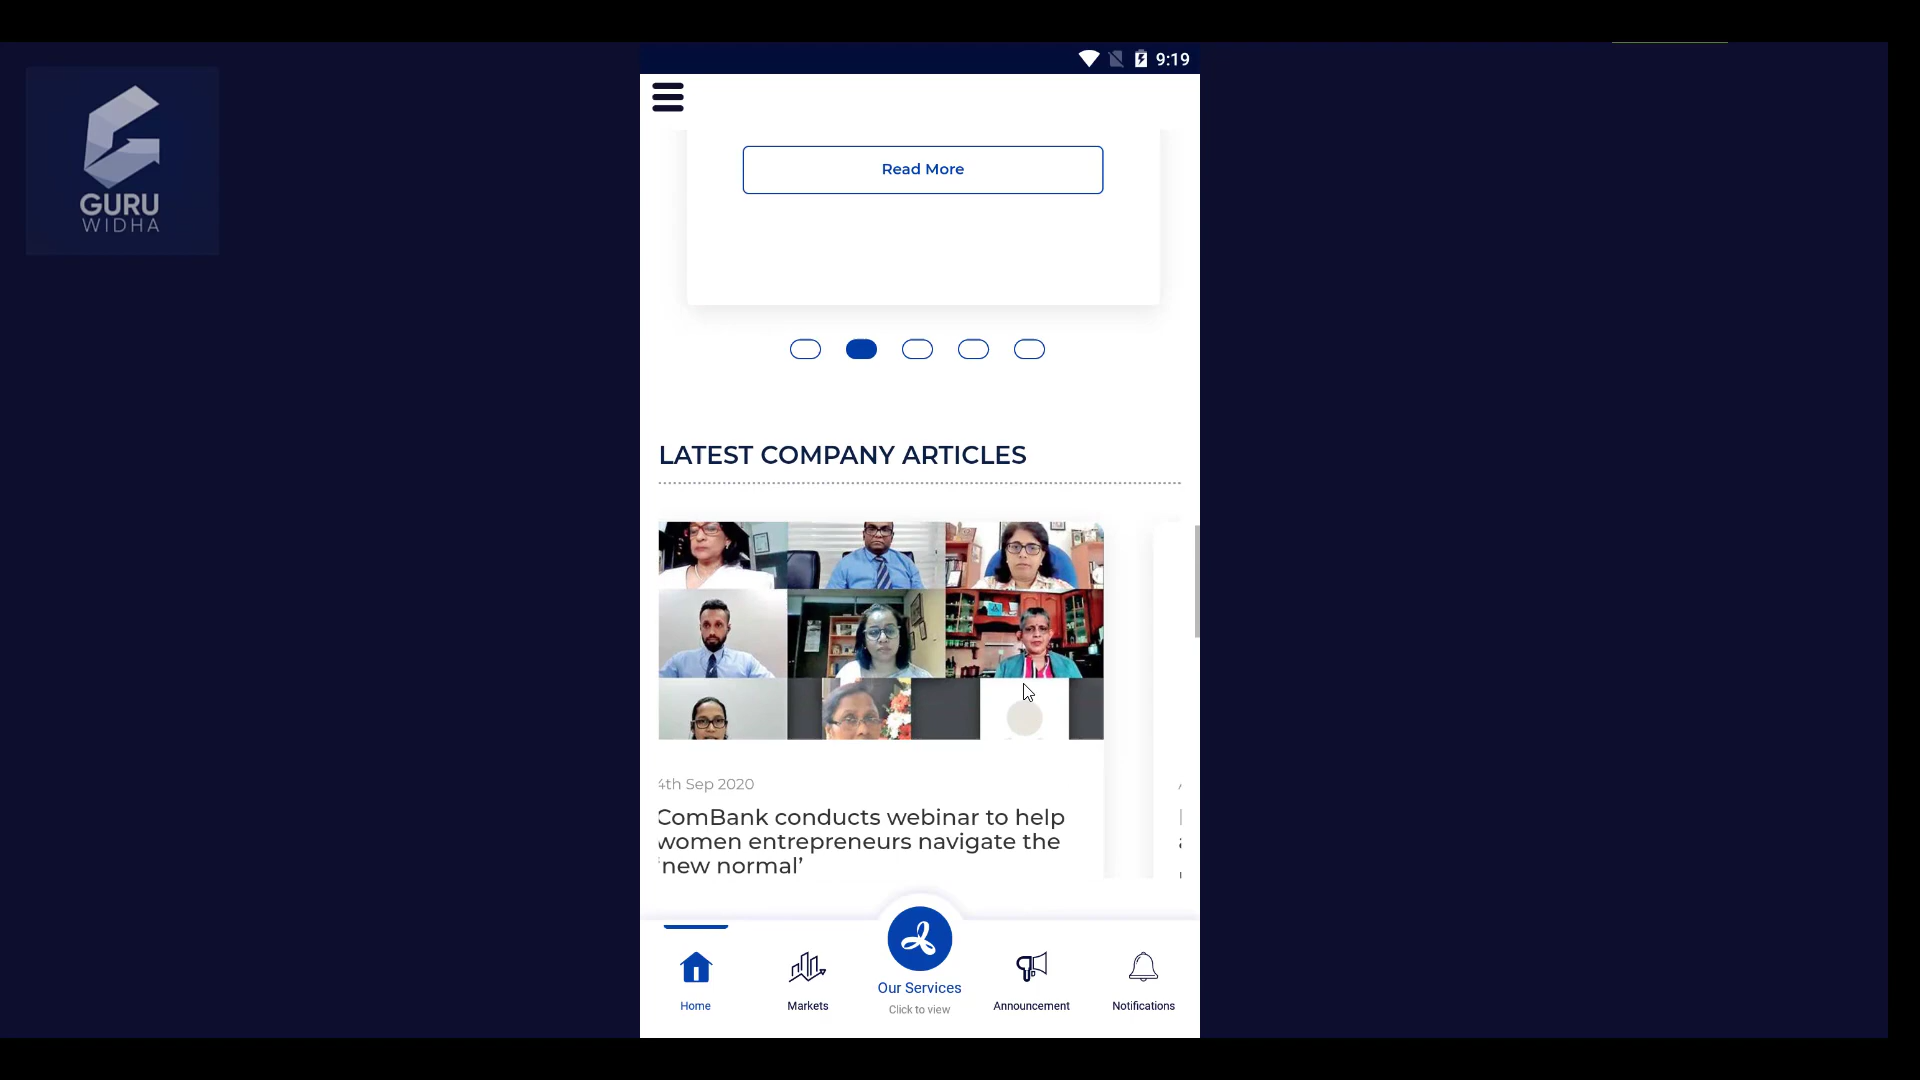 9:19
GURU
WIDHA
Read More
LATEST COMPANY ARTICLES
4th Sep 2020
ComBank conducts webinar to help
women entrepreneurs navigate the
‘new normal’
Home
Markets
Our Services
Click to view
Announcement
Notifications